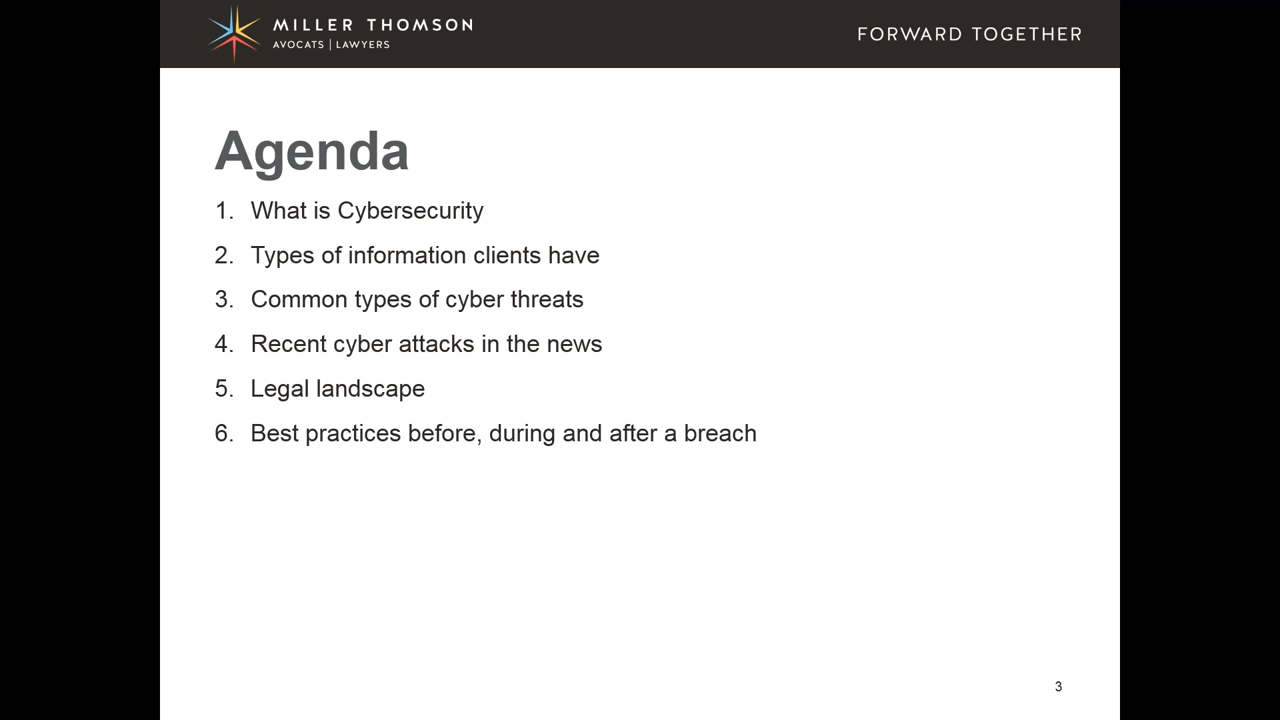 MILLER THOMSON
AVOCATS | LAWYERS
FORWARD TOGETHER
Agenda
1. What is Cybersecurity
2. Types of information clients have
3. Common types of cyber threats
4. Recent cyber attacks in the news
5. Legal landscape
6. Best practices before, during and after a breach
3